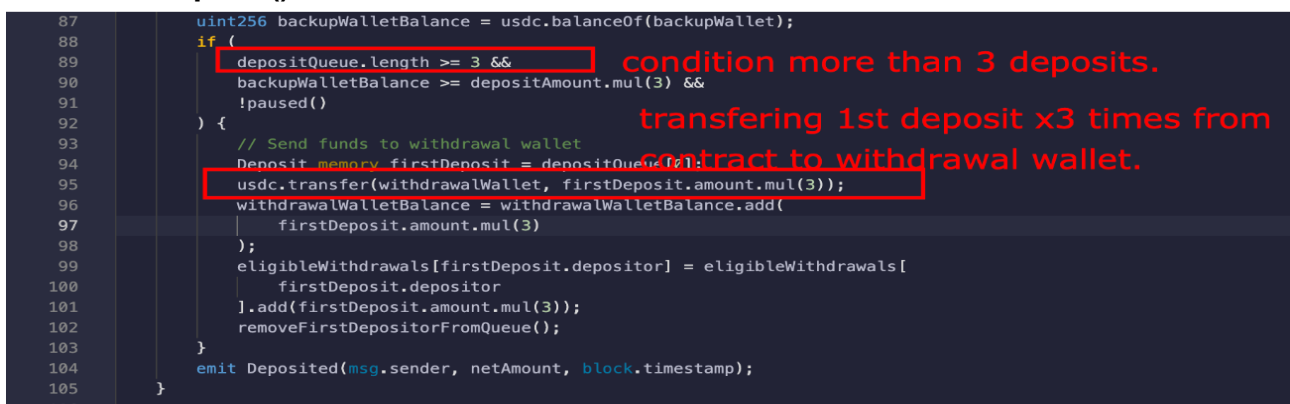 87 uint256 backupWalletBalance = usdc.balanceOf(backupWallet);
88 if (
89 depositQueue.length >= 3 && condition more than 3 deposits.
90 backupWalletBalance >= depositAmount.mul(3) &&
91 !paused()
92 ) { transfering 1st deposit x3 times from
93 // Send funds to withdrawal wallet
94 Deposit memory firstDeposit = depositQueue[0]; contract to withdrawal wallet.
95 usdc.transfer(withdrawalWallet, firstDeposit.amount.mul(3));
96 withdrawalWalletBalance = withdrawalWalletBalance.add(
97 firstDeposit.amount.mul(3)
98 );
99 eligibleWithdrawals[firstDeposit.depositor] = eligibleWithdrawals[
100 firstDeposit.depositor
101 ].add(firstDeposit.amount.mul(3));
102 removeFirstDepositorFromQueue();
103 }
104 emit Deposited(msg.sender, netAmount, block.timestamp);
105 }